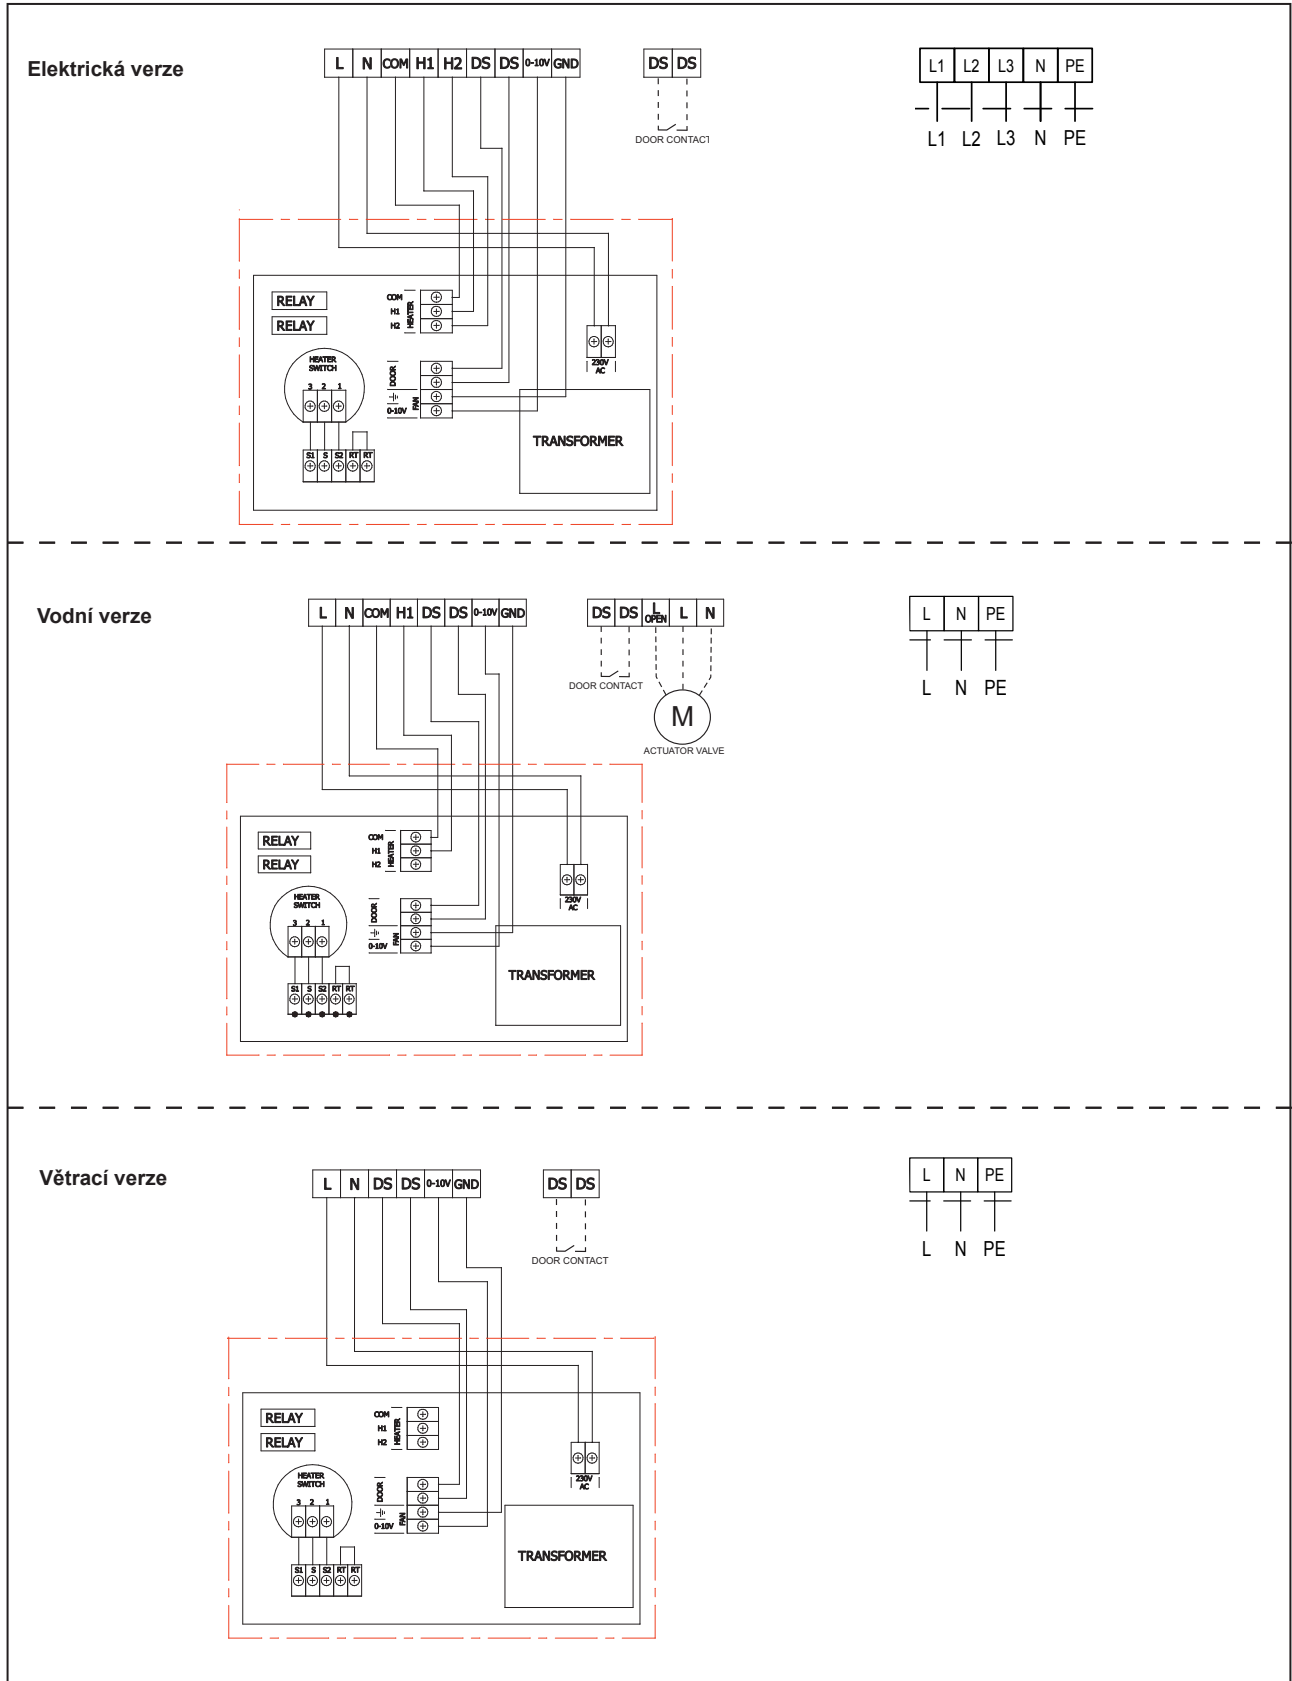 Elektrická verze
L N COM H1 H2 DS DS 0-10V GND
DS DS
DOOR CONTACT
L1 L2 L3 N PE
L1 L2 L3 N PE
RELAY
RELAY
COM
H1
H2
HEATER
HEATER
SWITCH
3 2 1
S1 S S2 RT RT
DOOR
FAN
0-10V
230V
AC
TRANSFORMER
Vodní verze
L N COM H1 DS DS 0-10V GND
DS DS L OPEN L N
DOOR CONTACT
M
ACTUATOR VALVE
L N PE
L N PE
RELAY
RELAY
COM
H1
H2
HEATER
HEATER
SWITCH
3 2 1
S1 S S2 RT RT
DOOR
FAN
0-10V
230V
AC
TRANSFORMER
Větrací verze
L N DS DS 0-10V GND
DS DS
DOOR CONTACT
L N PE
L N PE
RELAY
RELAY
COM
H1
H2
HEATER
HEATER
SWITCH
3 2 1
S1 S S2 RT RT
DOOR
FAN
0-10V
230V
AC
TRANSFORMER